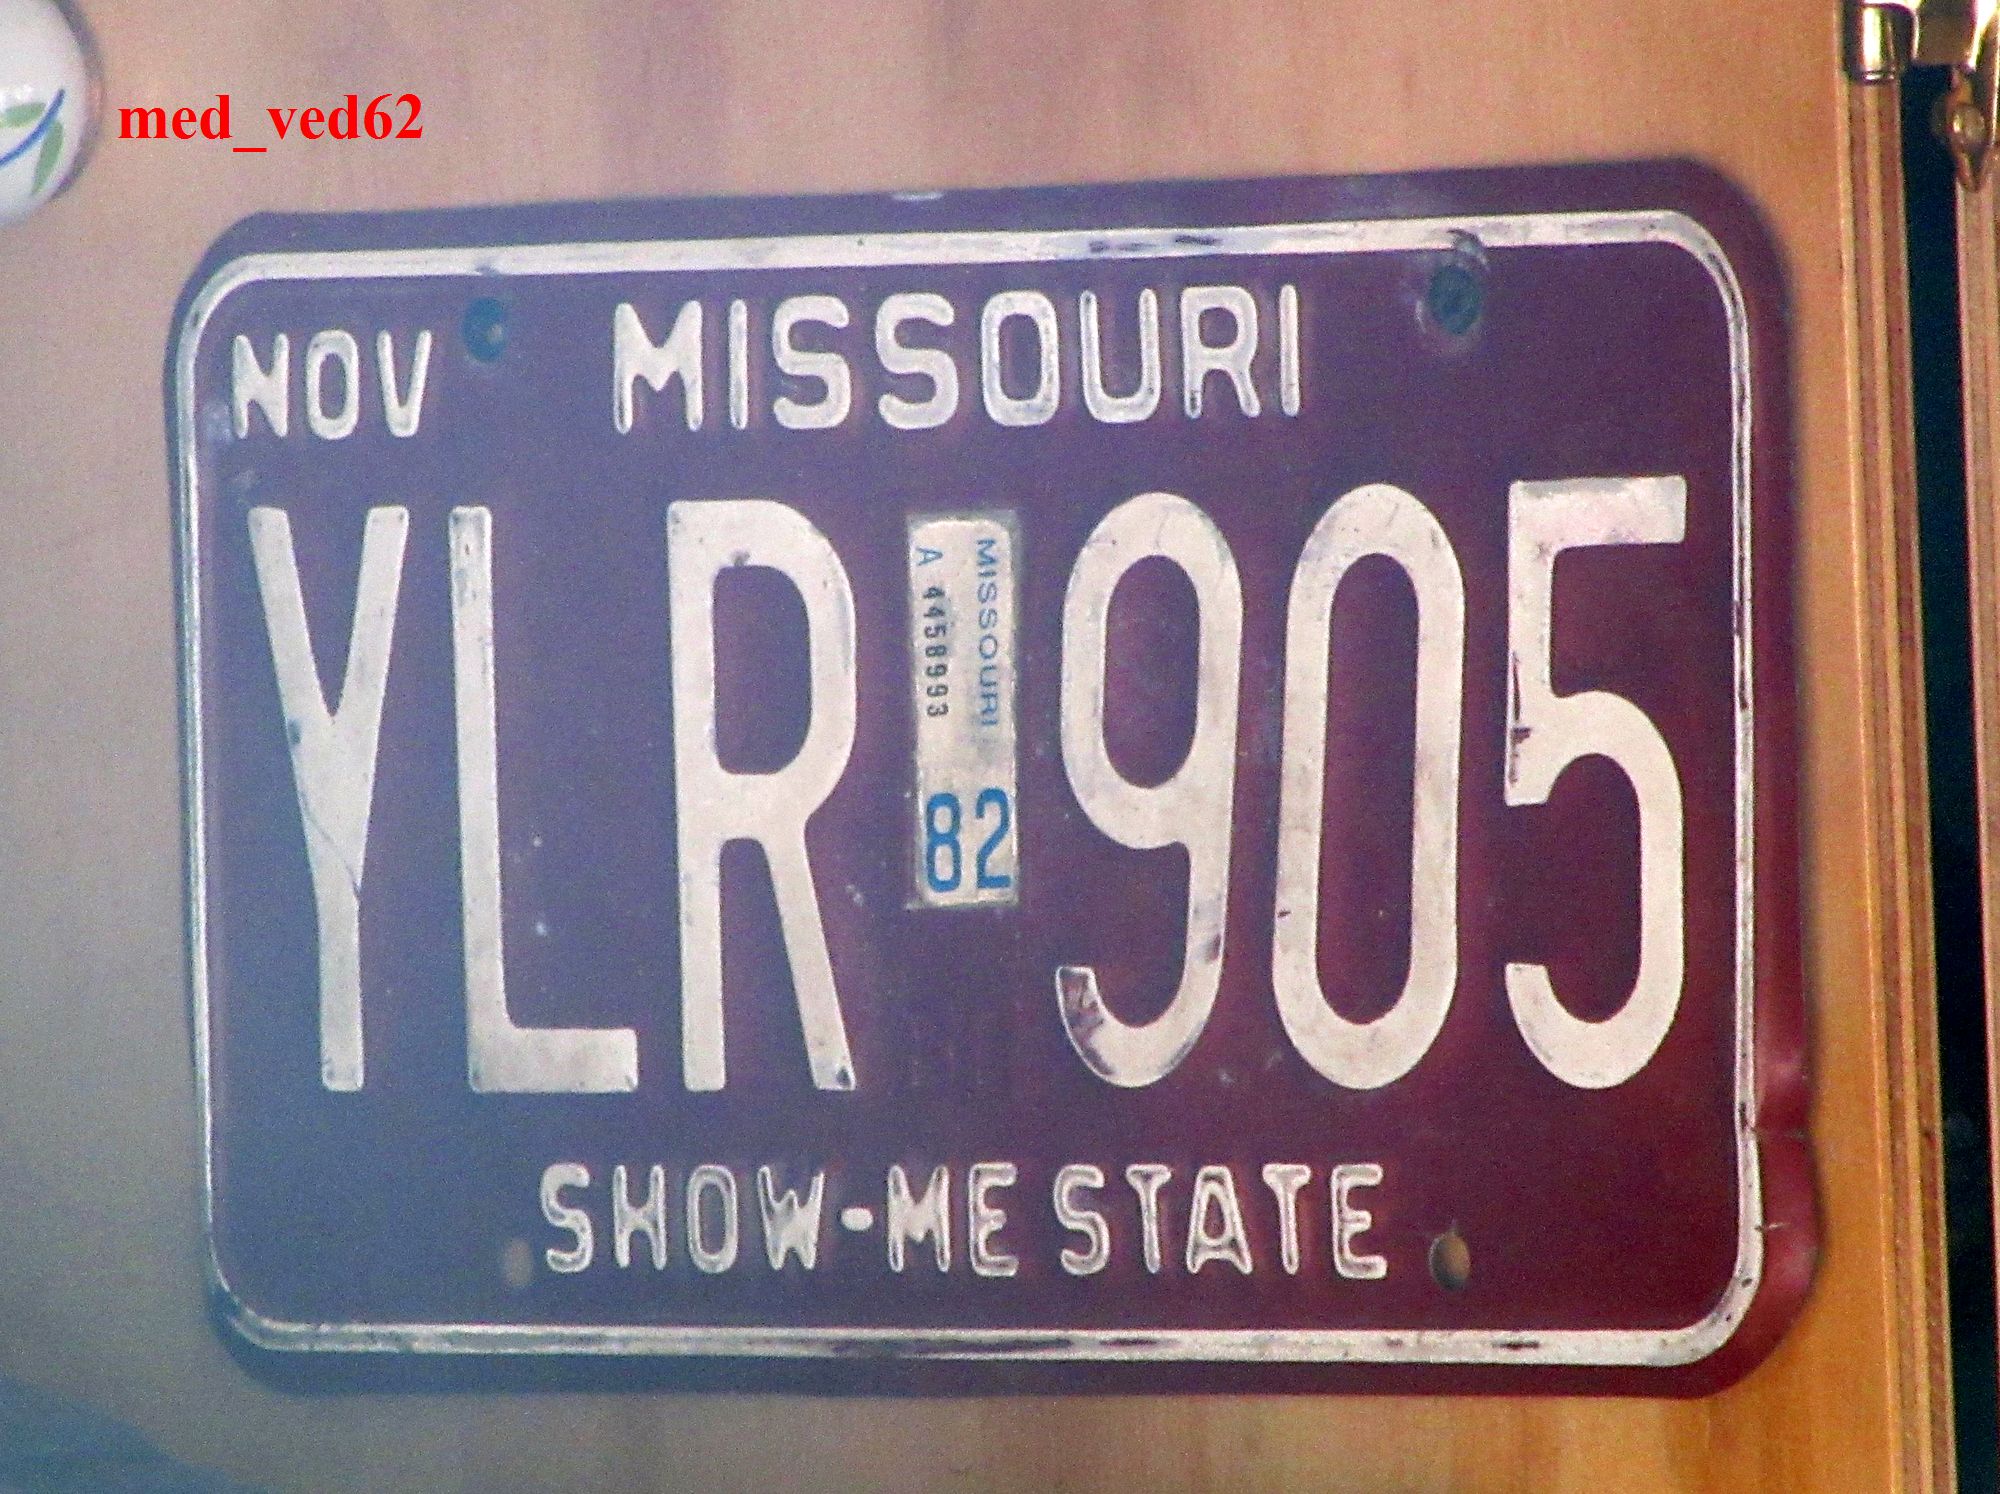 med_ved62
NOV MISSOURI
YLR 905
MISSOURI
A 4458993
82
SHOW-ME STATE